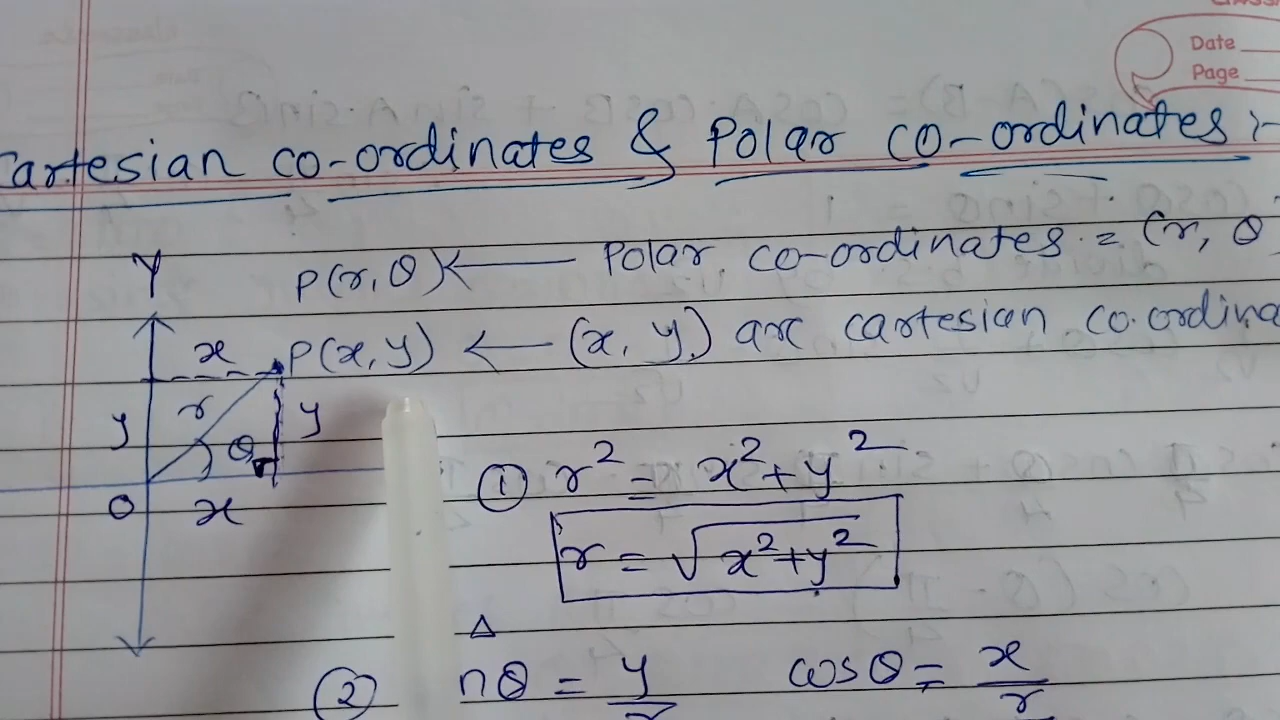 Date
Page
Cartesian co-ordinates & Polar co-ordinates :-
Y P(r, θ) ← Polar co-ordinates = (r, θ
x P(x, y) ← (x, y) are cartesian co.ordina
y r θ y
O x
① r² = x² + y²
r = √x² + y²
② nθ = y/r cosθ = x/r